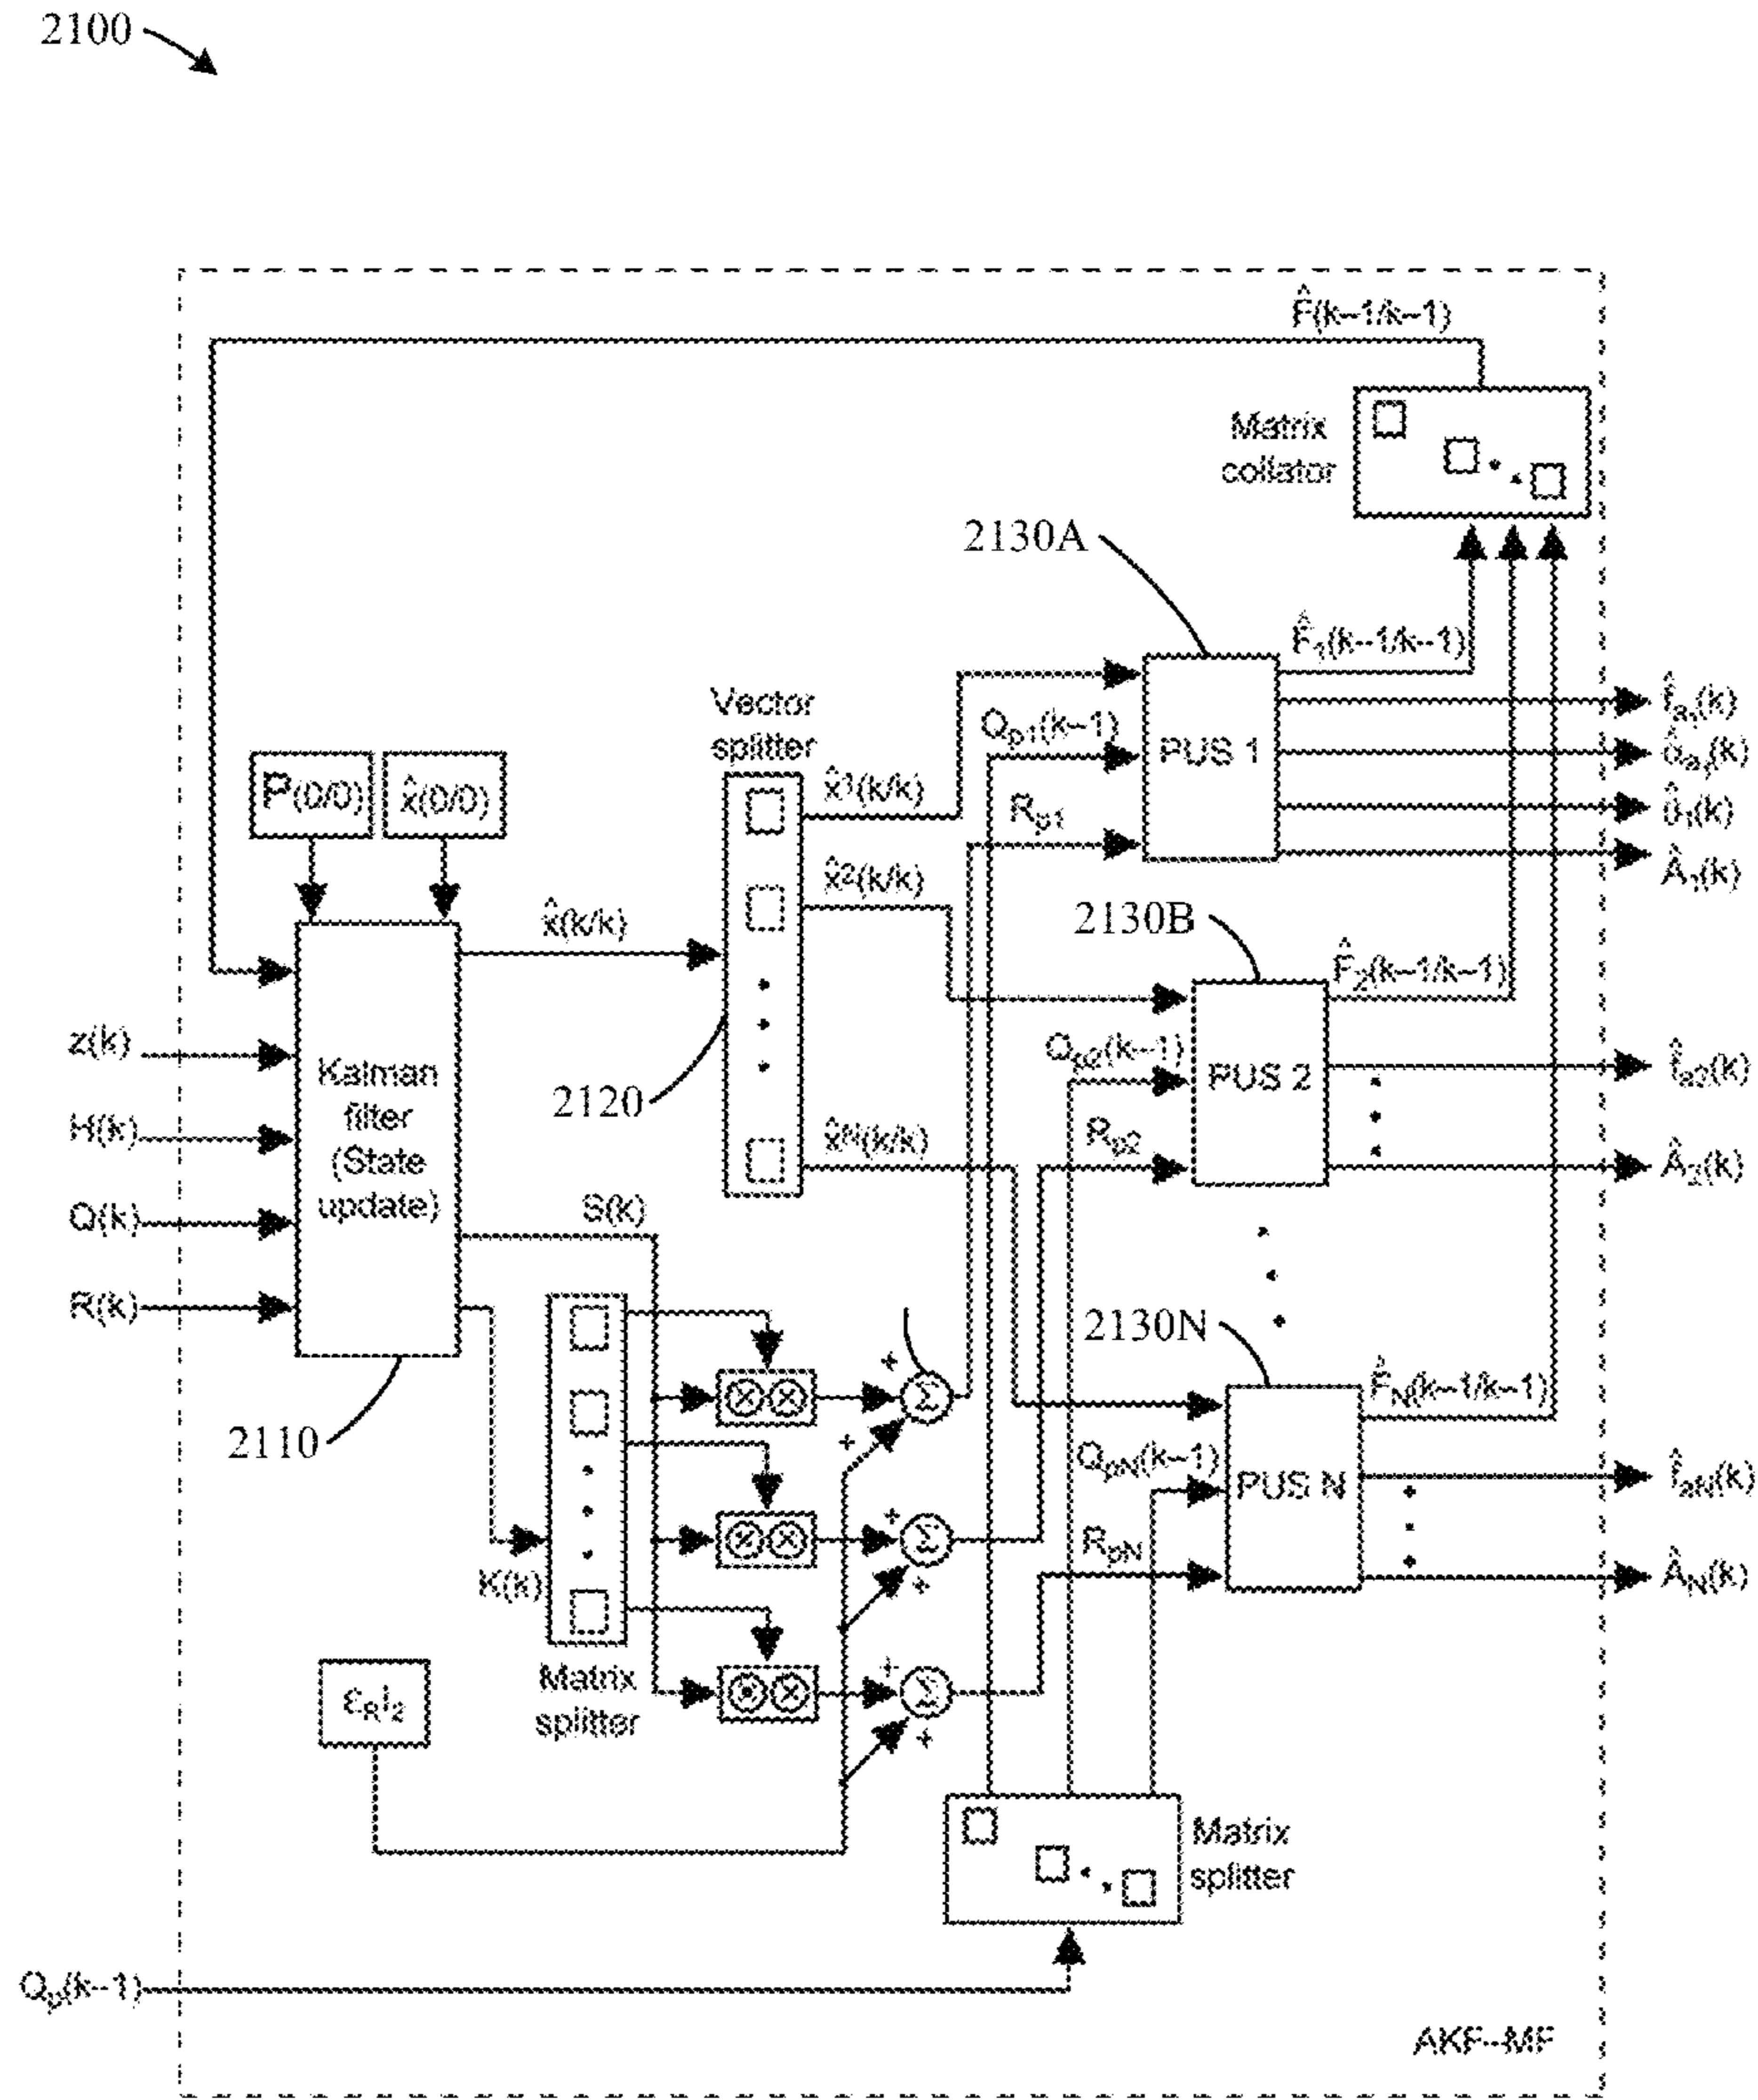 2100
F̂(k-1/k-1)
Matrix
collator
2130A
F̂₁(k-1/k-1)
Vector
splitter
Qp1(k-1)
PUS 1
f̂a1(k)
α̂a1(k)
P(0/0)
x̂(0/0)
x̂¹(k/k)
Rp1
Â₁(k)
x̂²(k/k)
2130B
x̂(k/k)
F̂₂(k-1/k-1)
z(k)
Kalman
filter
(State
update)
2120
Qp2(k-1)
PUS 2
f̂a2(k)
H(k)
x̂ᴺ(k/k)
Rp2
Â₂(k)
Q(k)
S(k)
R(k)
2130N
F̂N(k-1/k-1)
+
Σ
2110
+
QpN(k-1)
PUS N
f̂aN(k)
+
Σ
+
RpN
K(k)
ÂN(k)
εRI₂
Matrix
splitter
+
Σ
+
Matrix
splitter
Qp(k-1)
AKF-MF